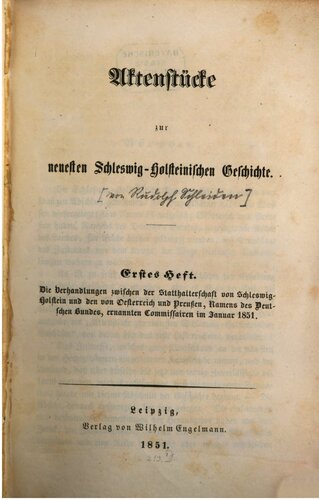 Aktenstücke
zur
neuesten Schleswig-Holsteinischen Geschichte.
[von Rudolph Schleiden]
Erstes Heft.
Die Verhandlungen zwischen der Statthalterschaft von Schleswig-
Holstein und den von Oesterreich und Preußen, Namens des Deut-
schen Bundes, ernannten Commissairen im Januar 1851.
Leipzig,
Verlag von Wilhelm Engelmann.
1851.